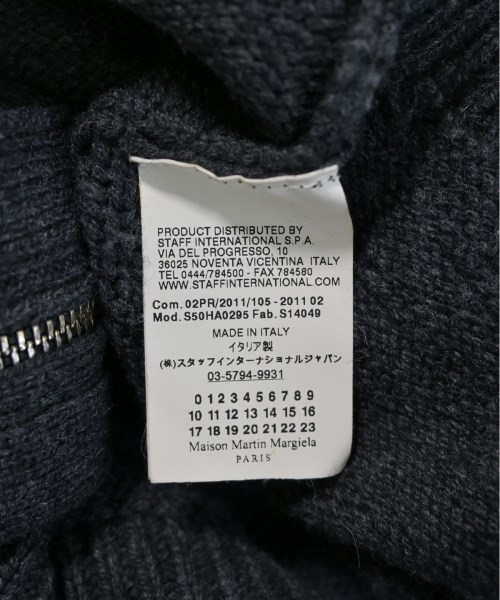 PRODUCT DISTRIBUTED BY
STAFF INTERNATIONAL S.P.A.
VIA DEL PROGRESSO, 10
36025 NOVENTA VICENTINA ITALY
TEL 0444/784500 - FAX 784580
WWW.STAFFINTERNATIONAL.COM
Com. 02PR/2011/105 - 2011 02
Mod. S50HA0295 Fab. S14049
MADE IN ITALY
イタリア製
(株)スタッフインターナショナルジャパン
03-5794-9931
0 1 2 3 4 5 6 7 8 9
10 11 12 13 14 15 16
17 18 19 20 21 22 23
Maison Martin Margiela
PARIS